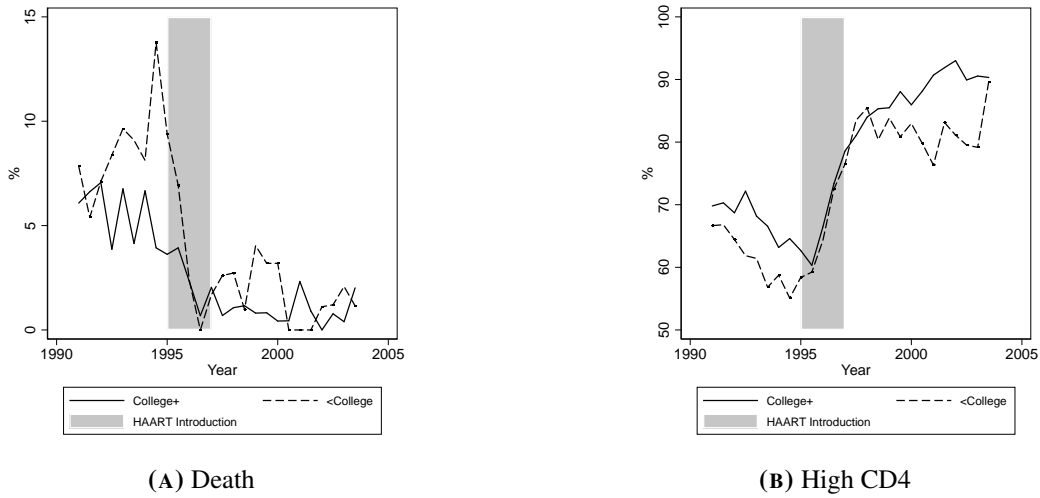 15
10
5
0
%
1990
1995
2000
2005
Year
College+
<College
HAART Introduction
(A) Death
100
90
80
70
60
50
%
1990
1995
2000
2005
Year
College+
<College
HAART Introduction
(B) High CD4